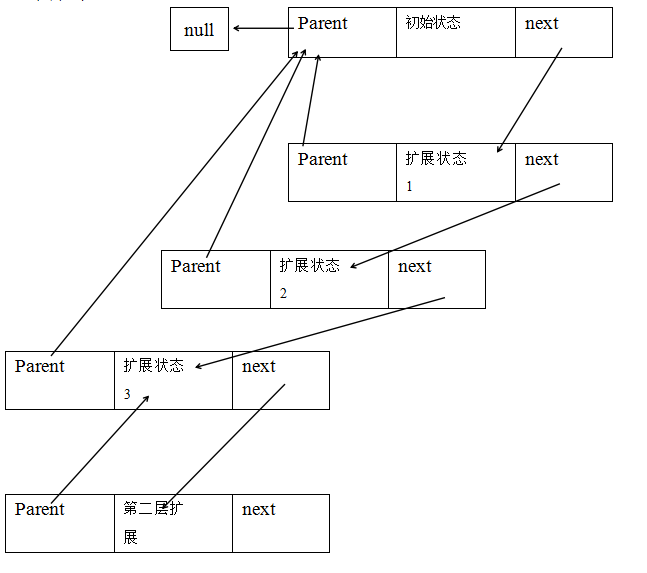 null
Parent 初始状态 next
Parent 扩展状态 next
1
Parent 扩展状态 next
2
Parent 扩展状态 next
3
Parent 第二层扩 next
展